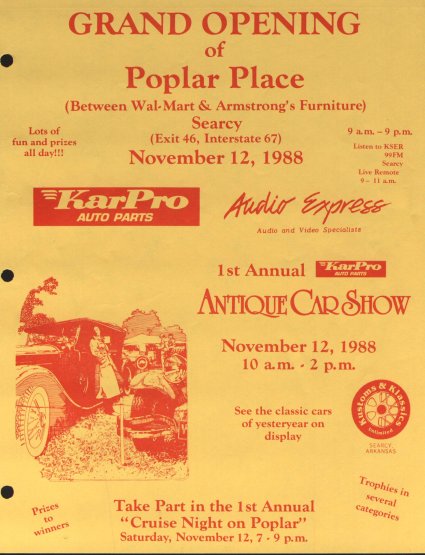 GRAND OPENING
of
Poplar Place
(Between Wal-Mart & Armstrong's Furniture)
Searcy
(Exit 46, Interstate 67)
November 12, 1988
Lots of
fun and prizes
all day!!!
9 a.m. – 9 p.m.
Listen to KSER
99FM
Searcy
Live Remote
9 – 11 a.m.
KarPro
AUTO PARTS
Audio Express
Audio and Video Specialists
1st Annual KarPro AUTO PARTS
ANTIQUE CAR SHOW
November 12, 1988
10 a.m. - 2 p.m.
See the classic cars
of yesteryear on
display
Kustoms & Klassics
Unlimited
SEARCY,
ARKANSAS
Prizes
to
winners
Take Part in the 1st Annual
"Cruise Night on Poplar"
Saturday, November 12, 7 - 9 p.m.
Trophies in
several
categories